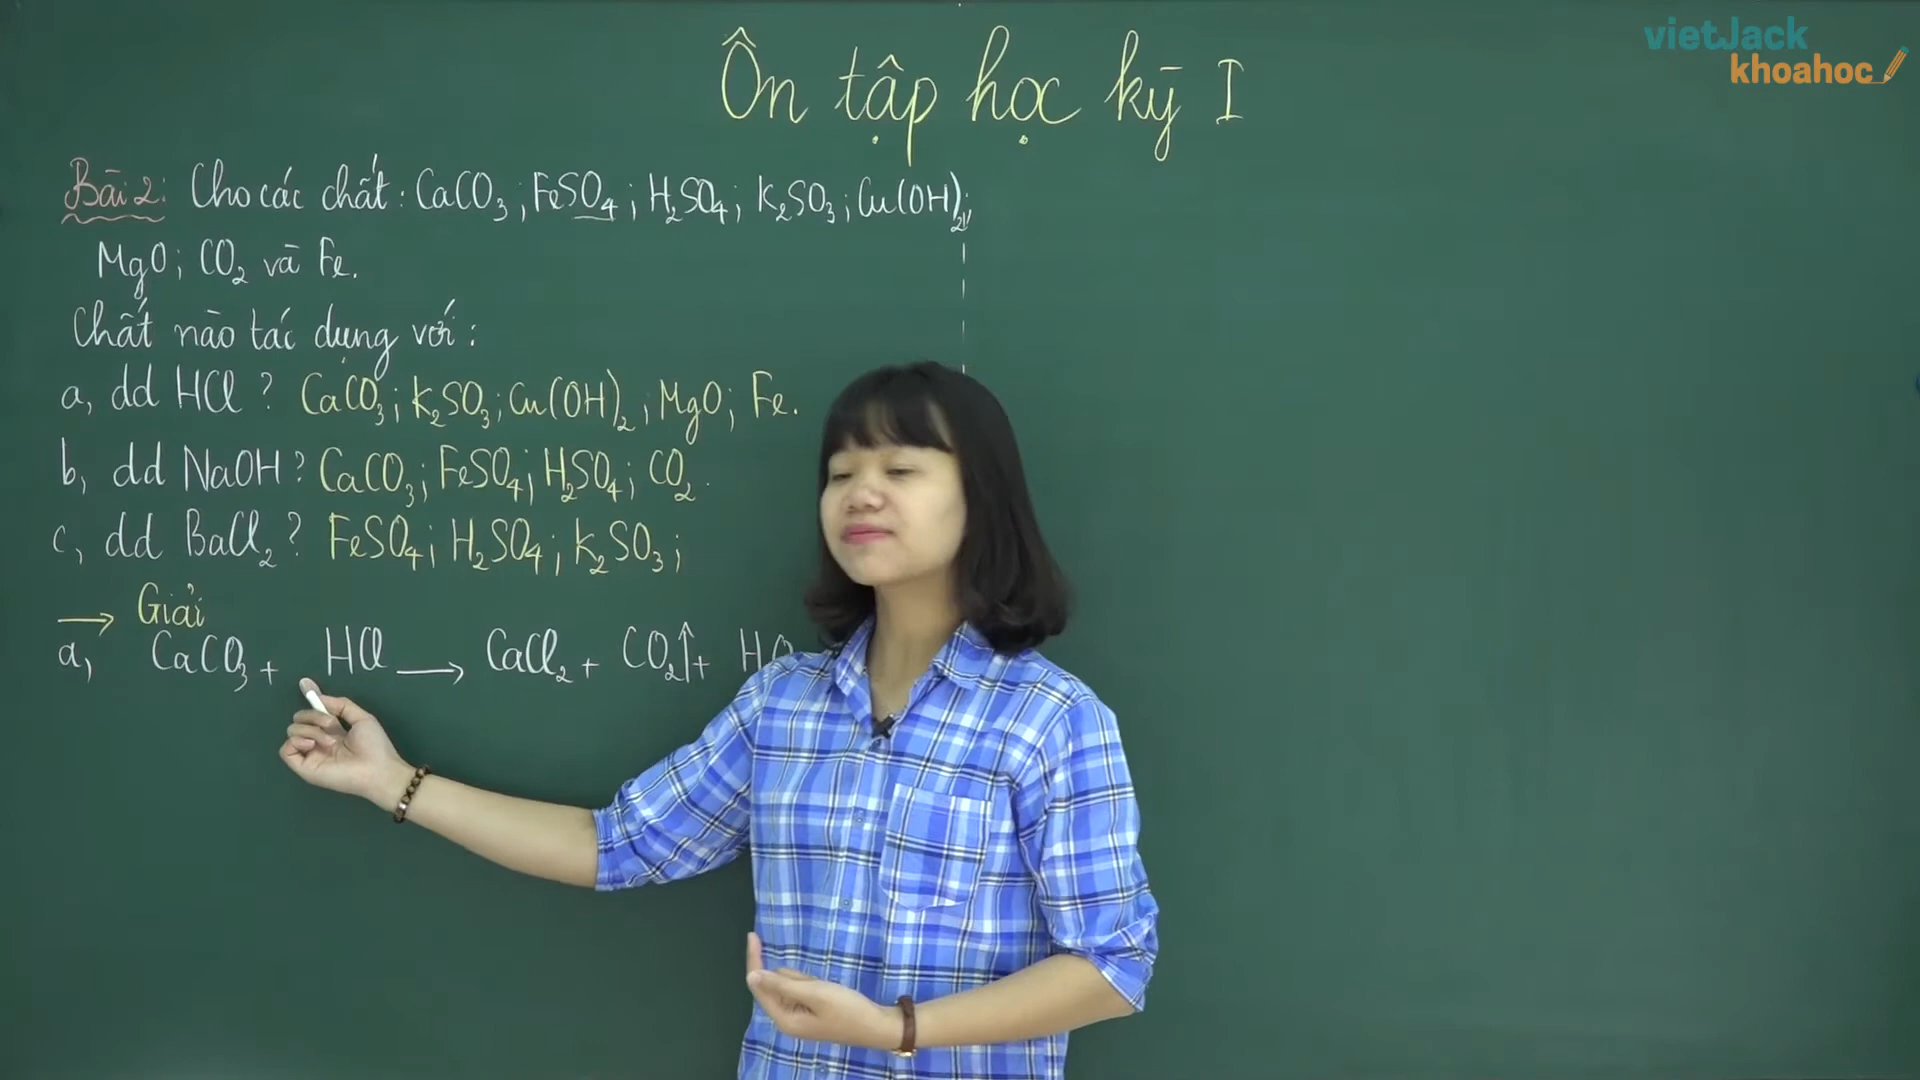 vietJack
khoahoc
Ôn tập học kỳ I
Bài 2: Cho các chất: CaCO₃; FeSO₄; H₂SO₄; K₂SO₃; Cu(OH)₂;
MgO; CO₂ và Fe.
Chất nào tác dụng với:
a, dd HCl? CaCO₃; K₂SO₃; Cu(OH)₂; MgO; Fe.
b, dd NaOH? CaCO₃; FeSO₄; H₂SO₄; CO₂.
c, dd BaCl₂? FeSO₄; H₂SO₄; K₂SO₃;
→ Giải
a, CaCO₃ + HCl → CaCl₂ + CO₂↑ + HO